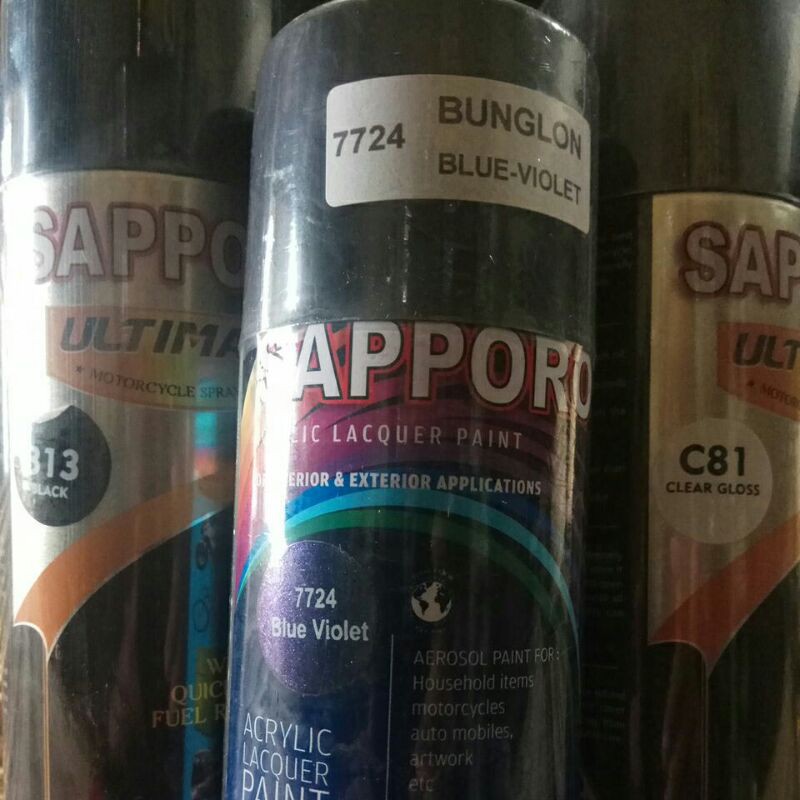 7724 BUNGLON
BLUE-VIOLET
SAPPO
ULTIMA
MOTORCYCLE SPRAY
313
BLACK
QUIC
FUEL R
SAPPORO
LIC LACQUER PAINT
& EXTERIOR APPLICATIONS
7724
Blue Violet
AEROSOL PAINT FOR :
Household items
motorcycles
auto mobiles,
artwork
etc
ACRYLIC
LACQUER
PAINT
SAP
ULT
C81
CLEAR GLOSS